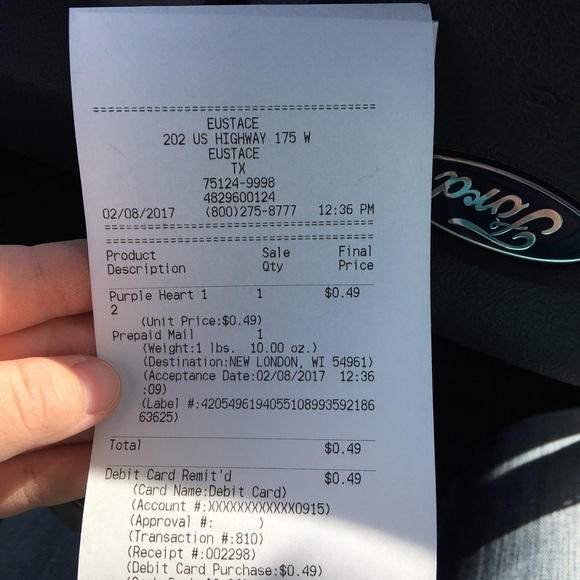 ================================
EUSTACE
202 US HIGHWAY 175 W
EUSTACE
TX
75124-9998
4829600124
02/08/2017 (800)275-8777 12:36 PM
================================
================================
Product Sale Final
Description Qty Price
Purple Heart 1 1 $0.49
2
(Unit Price:$0.49)
Prepaid Mail 1
(Weight:1 lbs. 10.00 oz.)
(Destination:NEW LONDON, WI 54961)
(Acceptance Date:02/08/2017 12:36
:09)
(Label #:42054961940551089935921​86
63625)
Total $0.49
Debit Card Remit'd $0.49
(Card Name:Debit Card)
(Account #:XXXXXXXXXXXX0915)
(Approval #: )
(Transaction #:810)
(Receipt #:002298)
(Debit Card Purchase:$0.49)
Ford